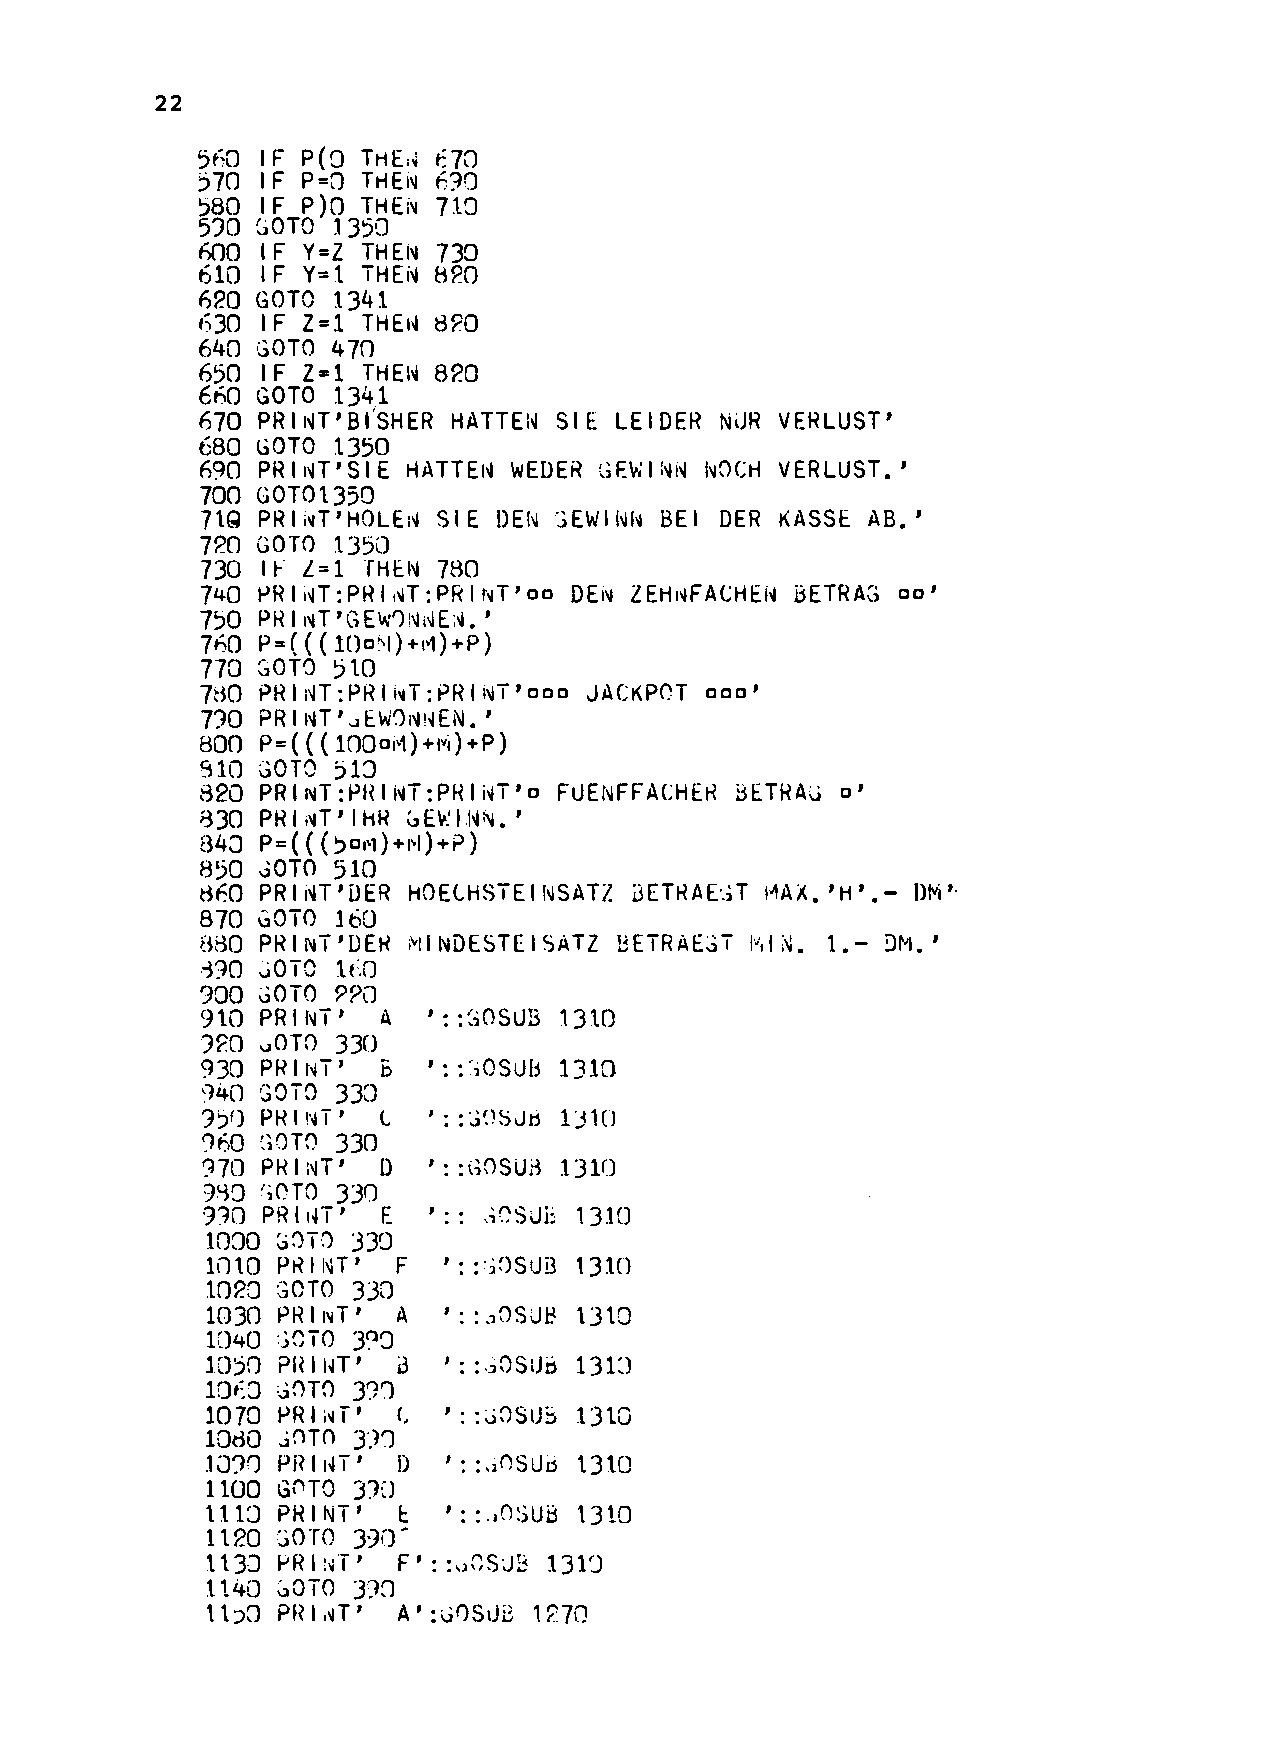 22
560 IF P(0 THEN 670
570 IF P=0 THEN 690
580 IF P)0 THEN 710
590 GOTO 1350
600 IF Y=Z THEN 730
610 IF Y=1 THEN 820
620 GOTO 1341
630 IF Z=1 THEN 820
640 GOTO 470
650 IF Z=1 THEN 820
660 GOTO 1341
670 PRINT'BISHER HATTEN SIE LEIDER NUR VERLUST'
680 GOTO 1350
690 PRINT'SIE HATTEN WEDER GEWINN NOCH VERLUST.'
700 GOTO1350
710 PRINT'HOLEN SIE DEN GEWINN BEI DER KASSE AB.'
720 GOTO 1350
730 IF Z=1 THEN 780
740 PRINT:PRINT:PRINT'¤¤ DEN ZEHNFACHEN BETRAG ¤¤'
750 PRINT'GEWONNEN.'
760 P=(((10¤M)+M)+P)
770 GOTO 510
780 PRINT:PRINT:PRINT'¤¤¤ JACKPOT ¤¤¤'
790 PRINT'GEWONNEN.'
800 P=(((100¤M)+M)+P)
810 GOTO 510
820 PRINT:PRINT:PRINT'¤ FUENFFACHER BETRAG ¤'
830 PRINT'IHR GEWINN.'
840 P=(((5¤M)+M)+P)
850 GOTO 510
860 PRINT'DER HOECHSTEINSATZ BETRAEGT MAX.'H'.- DM'
870 GOTO 160
880 PRINT'DER MINDESTEISATZ BETRAEGT MIN. 1.- DM.'
890 GOTO 160
900 GOTO 220
910 PRINT'  A  '::GOSUB 1310
920 GOTO 330
930 PRINT'  B  '::GOSUB 1310
940 GOTO 330
950 PRINT'  C  '::GOSUB 1310
960 GOTO 330
970 PRINT'  D  '::GOSUB 1310
980 GOTO 330
990 PRINT'  E  ':: GOSUB 1310
1000 GOTO 330
1010 PRINT'  F  '::GOSUB 1310
1020 GOTO 330
1030 PRINT'  A  '::GOSUB 1310
1040 GOTO 390
1050 PRINT'  B  '::GOSUB 1310
1060 GOTO 390
1070 PRINT'  C  '::GOSUB 1310
1080 GOTO 390
1090 PRINT'  D  '::GOSUB 1310
1100 GOTO 390
1110 PRINT'  E  '::GOSUB 1310
1120 GOTO 390
1130 PRINT'  F'::GOSUB 1310
1140 GOTO 390
1150 PRINT'  A':GOSUB 1270